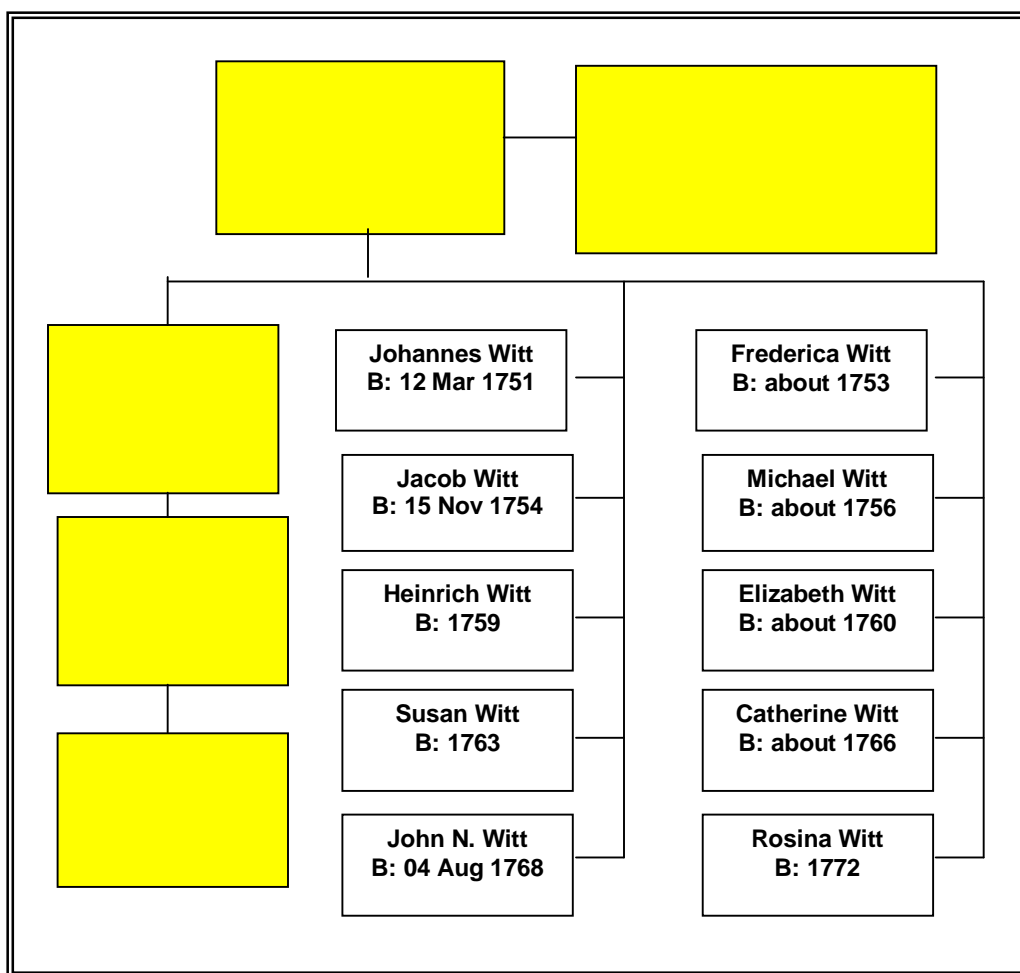 Johannes Witt
B: 12 Mar 1751
Frederica Witt
B: about 1753
Jacob Witt
B: 15 Nov 1754
Michael Witt
B: about 1756
Heinrich Witt
B: 1759
Elizabeth Witt
B: about 1760
Susan Witt
B: 1763
Catherine Witt
B: about 1766
John N. Witt
B: 04 Aug 1768
Rosina Witt
B: 1772